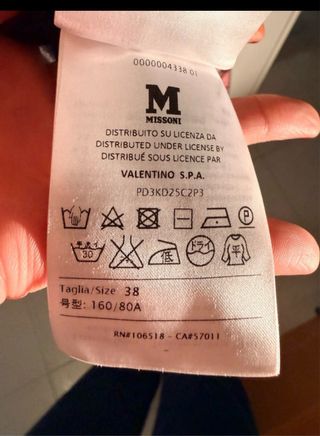 0000004338 01
M
MISSONI
DISTRIBUITO SU LICENZA DA
DISTRIBUTED UNDER LICENSE BY
DISTRIBUÉ SOUS LICENCE PAR
VALENTINO S.P.A.
PD3KD25C2P3
P
30 低 ドライ 平
Taglia/Size 38
号型: 160/80A
RN#106518 - CA#57011